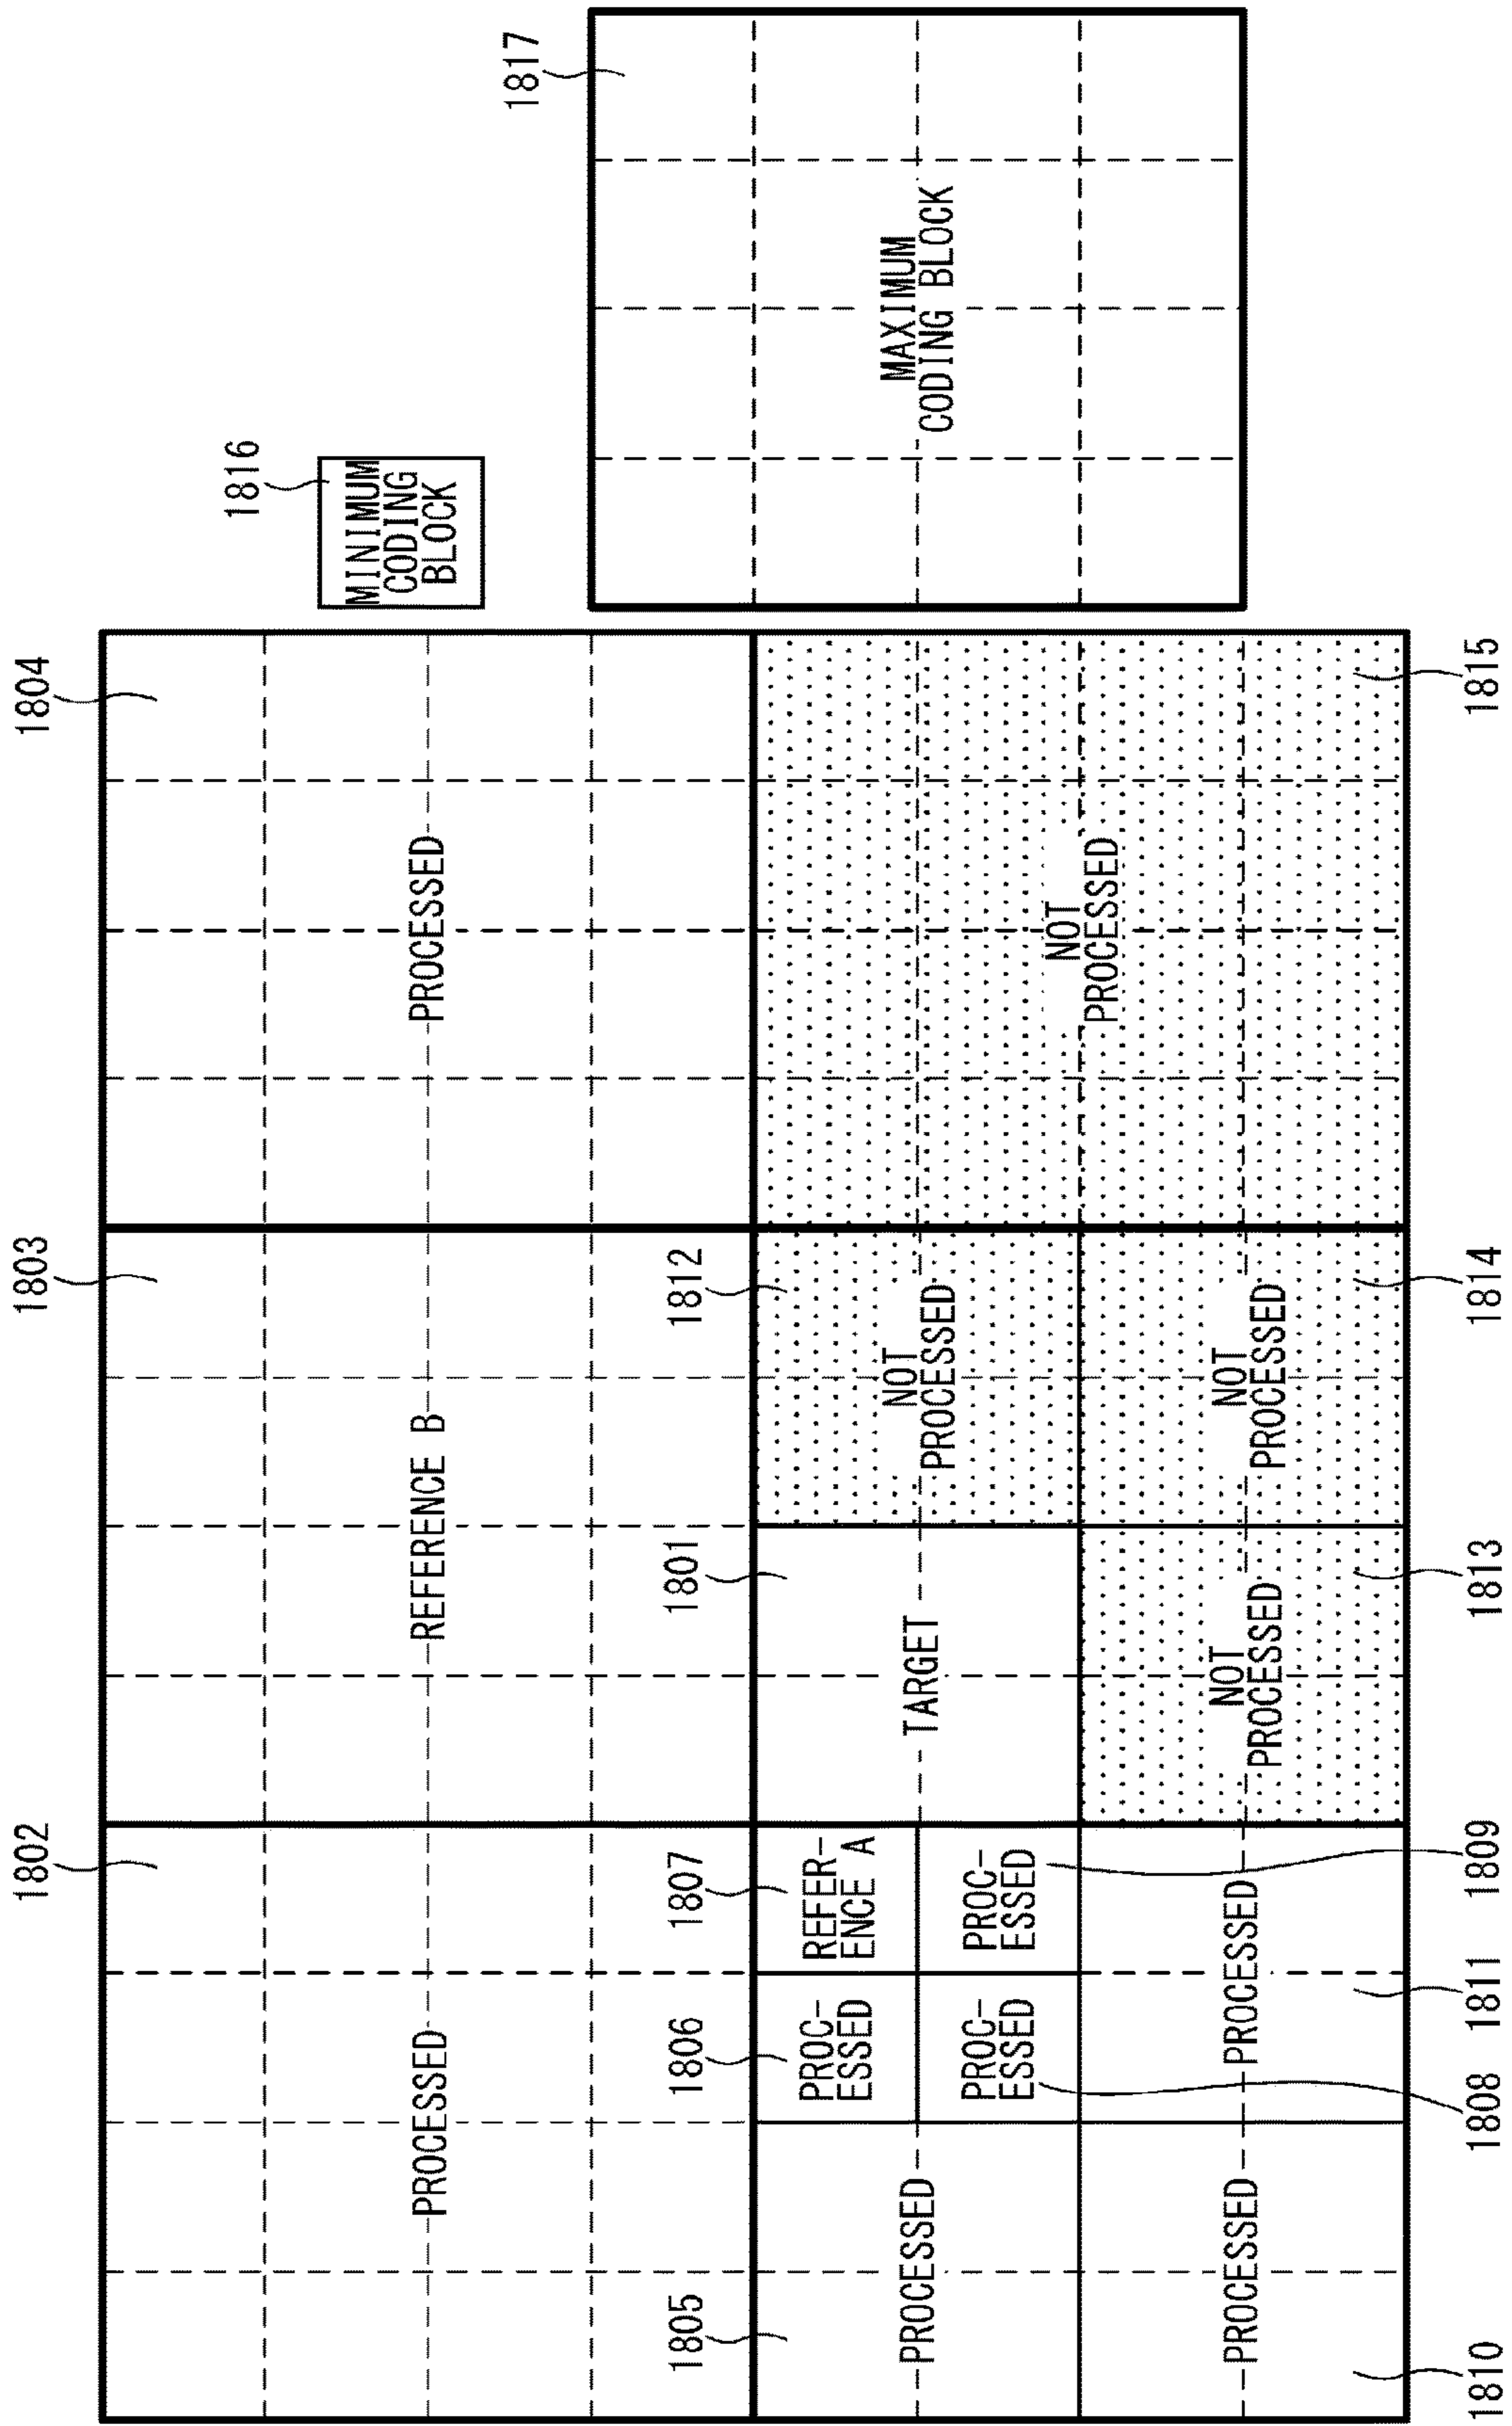 1802
1803
1804
PROCESSED
REFERENCE B
PROCESSED
1816
MINIMUM
CODING
BLOCK
1817
MAXIMUM
CODING BLOCK
1805
1806
1807
1801
1812
PROCESSED
PROC-
ESSED
REFER-
ENCE A
PROC-
ESSED
PROC-
ESSED
TARGET
NOT
PROCESSED
NOT
PROCESSED
PROCESSED
PROCESSED
NOT
PROCESSED
NOT
PROCESSED
1810
1808
1811
1809
1813
1814
1815